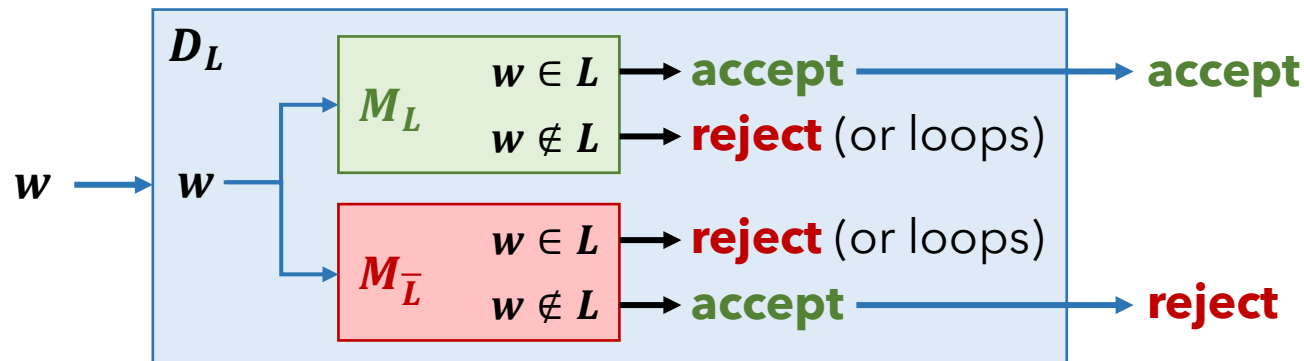 D_L
w ∈ L accept accept
M_L
w ∉ L reject (or loops)
w w
w ∈ L reject (or loops)
M_L̅
w ∉ L accept reject